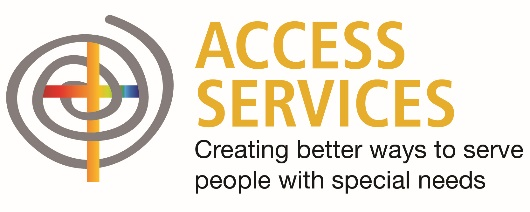 ACCESS
SERVICES
Creating better ways to serve
people with special needs